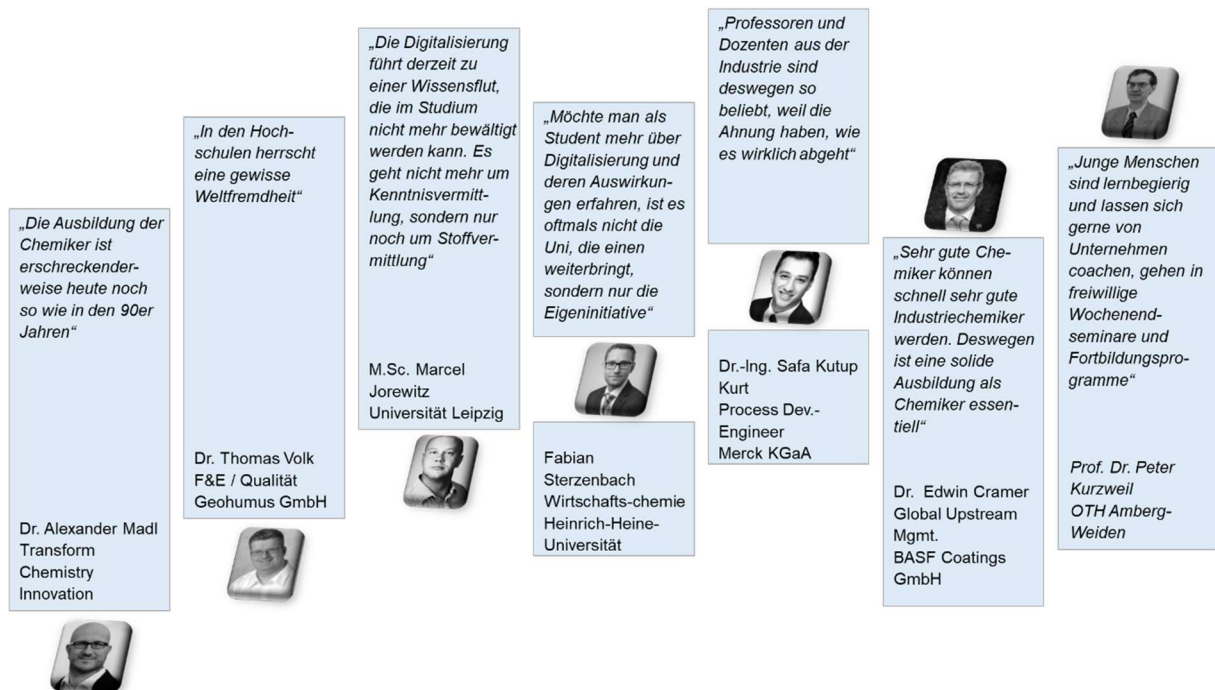 „Die Ausbildung der
Chemiker ist
erschreckender-
weise heute noch
so wie in den 90er
Jahren“
Dr. Alexander Madl
Transform
Chemistry
Innovation
„In den Hoch-
schulen herrscht
eine gewisse
Weltfremdheit“
Dr. Thomas Volk
F&E / Qualität
Geohumus GmbH
„Die Digitalisierung
führt derzeit zu
einer Wissensflut,
die im Studium
nicht mehr bewältigt
werden kann. Es
geht nicht mehr um
Kenntnisvermitt-
lung, sondern nur
noch um Stoffver-
mittlung“
M.Sc. Marcel
Jorewitz
Universität Leipzig
„Möchte man als
Student mehr über
Digitalisierung und
deren Auswirkun-
gen erfahren, ist es
oftmals nicht die
Uni, die einen
weiterbringt,
sondern nur die
Eigeninitiative“
Fabian
Sterzenbach
Wirtschafts-chemie
Heinrich-Heine-
Universität
„Professoren und
Dozenten aus der
Industrie sind
deswegen so
beliebt, weil die
Ahnung haben, wie
es wirklich abgeht“
Dr.-Ing. Safa Kutup
Kurt
Process Dev.-
Engineer
Merck KGaA
„Sehr gute Che-
miker können
schnell sehr gute
Industriechemiker
werden. Deswegen
ist eine solide
Ausbildung als
Chemiker essen-
tiell“
Dr. Edwin Cramer
Global Upstream
Mgmt.
BASF Coatings
GmbH
„Junge Menschen
sind lernbegierig
und lassen sich
gerne von
Unternehmen
coachen, gehen in
freiwillige
Wochenend-
seminare und
Fortbildungspro-
gramme“
Prof. Dr. Peter
Kurzweil
OTH Amberg-
Weiden